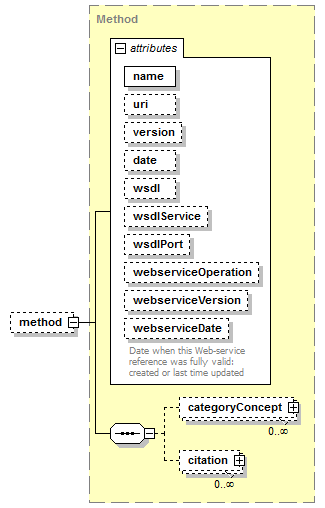 Method
attributes
name
uri
version
date
wsdl
wsdlService
wsdlPort
webserviceOperation
webserviceVersion
webserviceDate
Date when this Web-service
reference was fully valid:
created or last time updated
method
categoryConcept
0..∞
citation
0..∞